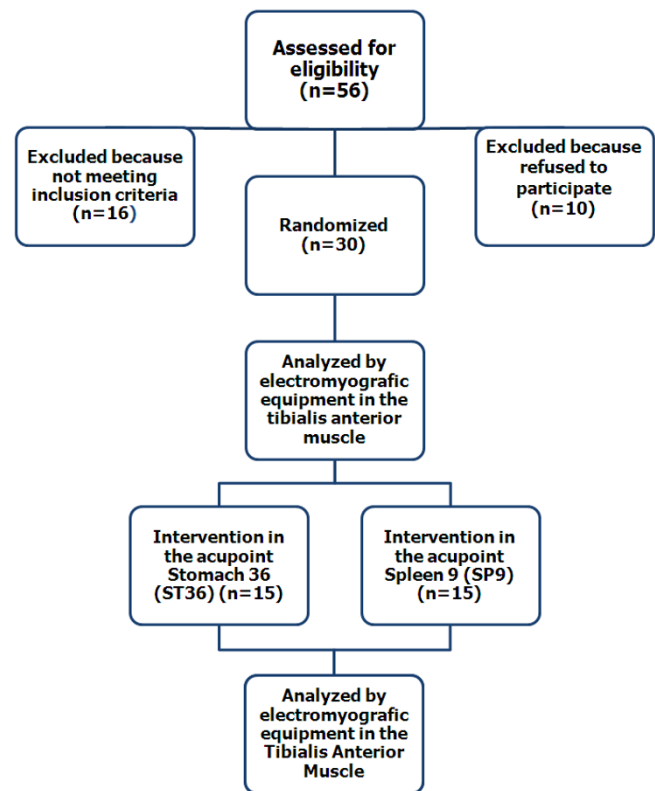 Assessed for
eligibility
(n=56)
Excluded because
not meeting
inclusion criteria
(n=16)
Excluded because
refused to
participate
(n=10)
Randomized
(n=30)
Analyzed by
electromyografic
equipment in the
tibialis anterior
muscle
Intervention in
the acupoint
Stomach 36
(ST36) (n=15)
Intervention in
the acupoint
Spleen 9 (SP9)
(n=15)
Analyzed by
electromyografic
equipment in the
Tibialis Anterior
Muscle